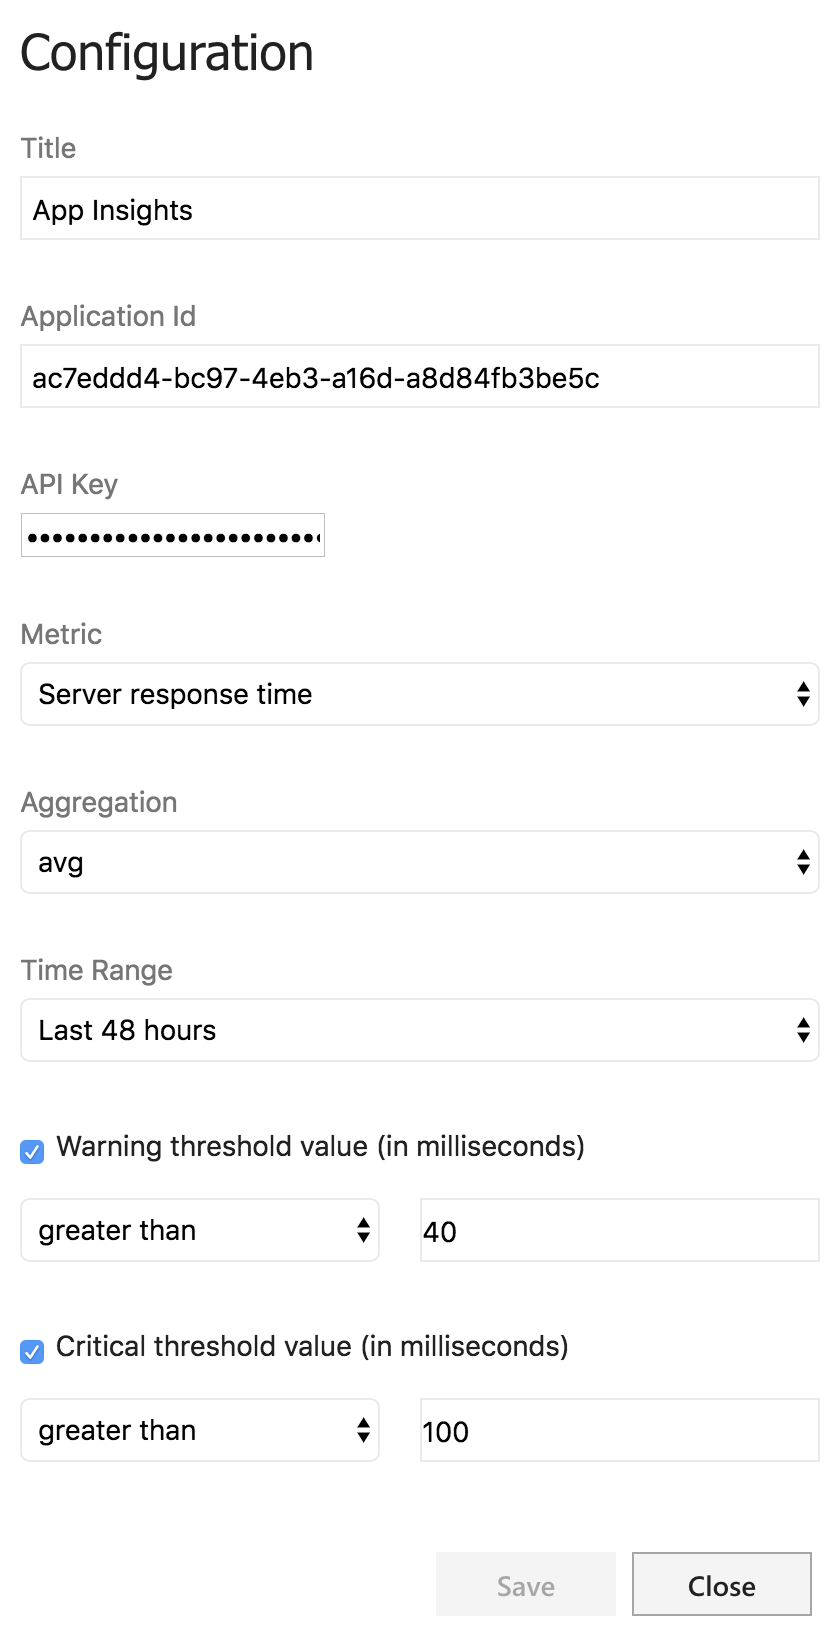 Configuration
Title
App Insights
Application Id
ac7eddd4-bc97-4eb3-a16d-a8d84fb3be5c
API Key
Metric
Server response time
Aggregation
avg
Time Range
Last 48 hours
Warning threshold value (in milliseconds)
greater than 40
Critical threshold value (in milliseconds)
greater than 100
Save Close